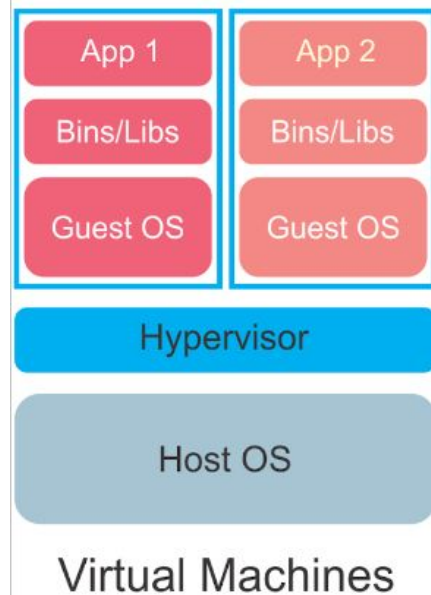 App 1
App 2
Bins/Libs
Bins/Libs
Guest OS
Guest OS
Hypervisor
Host OS
Virtual Machines